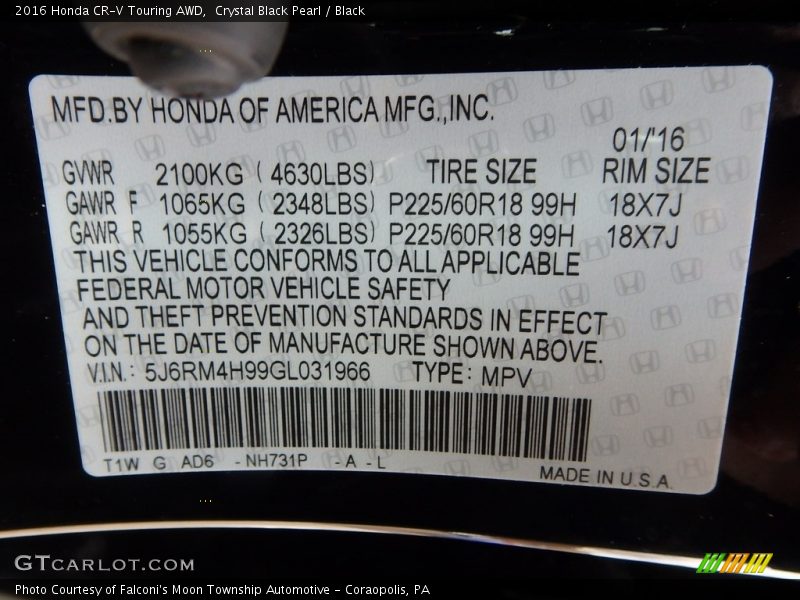 2016 Honda CR-V Touring AWD,  Crystal Black Pearl / Black
MFD.BY HONDA OF AMERICA MFG.,INC.
01/'16
GVWR 2100KG ( 4630LBS) TIRE SIZE RIM SIZE
GAWR F 1065KG ( 2348LBS) P225/60R18 99H 18X7J
GAWR R 1055KG ( 2326LBS) P225/60R18 99H 18X7J
THIS VEHICLE CONFORMS TO ALL APPLICABLE
FEDERAL MOTOR VEHICLE SAFETY
AND THEFT PREVENTION STANDARDS IN EFFECT
ON THE DATE OF MANUFACTURE SHOWN ABOVE.
V.I.N.: 5J6RM4H99GL031966 TYPE: MPV
T1W G AD6 -NH731P -A-L
MADE IN U.S.A.
GTCARLOT.COM
Photo Courtesy of Falconi's Moon Township Automotive - Coraopolis, PA